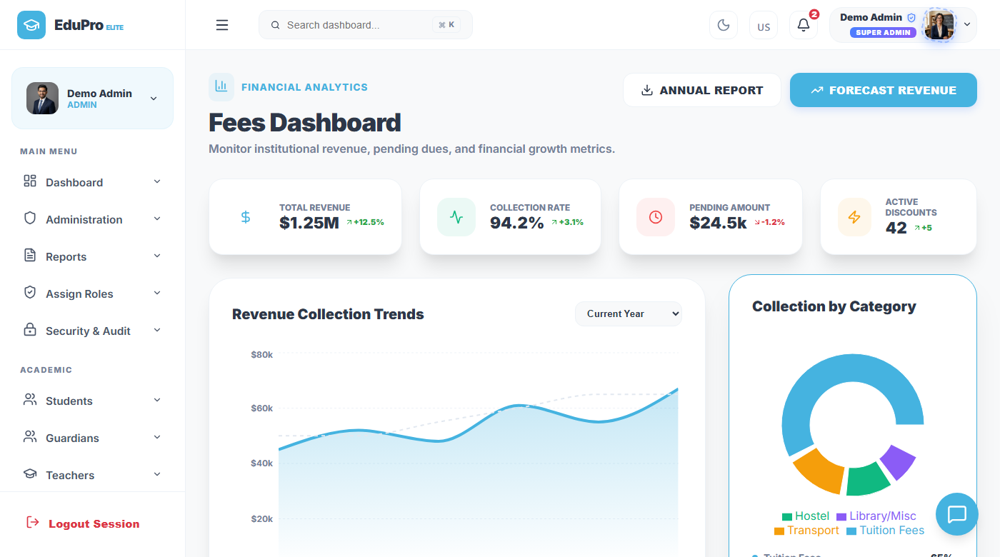 EduPro ELITE
Search dashboard...
⌘ K
US
2
Demo Admin
SUPER ADMIN
Demo Admin
ADMIN
MAIN MENU
Dashboard
Administration
Reports
Assign Roles
Security & Audit
ACADEMIC
Students
Guardians
Teachers
Logout Session
FINANCIAL ANALYTICS
Fees Dashboard
Monitor institutional revenue, pending dues, and financial growth metrics.
ANNUAL REPORT
FORECAST REVENUE
TOTAL REVENUE
$1.25M +12.5%
COLLECTION RATE
94.2% +3.1%
PENDING AMOUNT
$24.5k -1.2%
ACTIVE
DISCOUNTS
42 +5
Revenue Collection Trends
Current Year
$80k
$60k
$40k
$20k
Collection by Category
Hostel Library/Misc
Transport Tuition Fees
Tuition Fees 65%